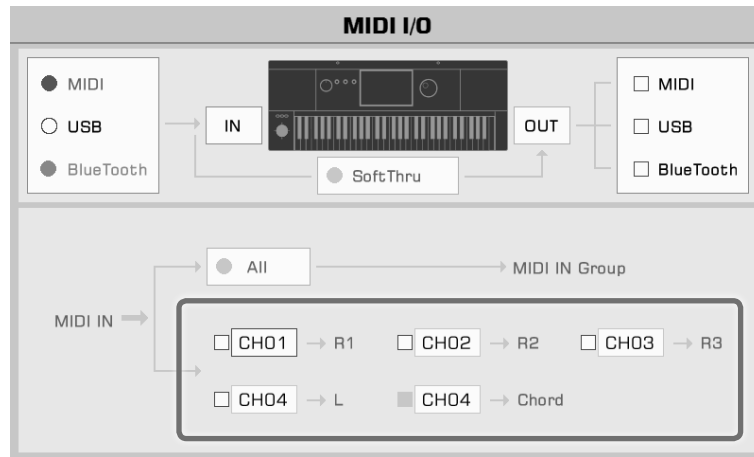 MIDI I/O
MIDI
USB
BlueTooth
IN
OUT
SoftThru
MIDI
USB
BlueTooth
All
MIDI IN Group
MIDI IN
CH01 R1 CH02 R2 CH03 R3
CH04 L CH04 Chord